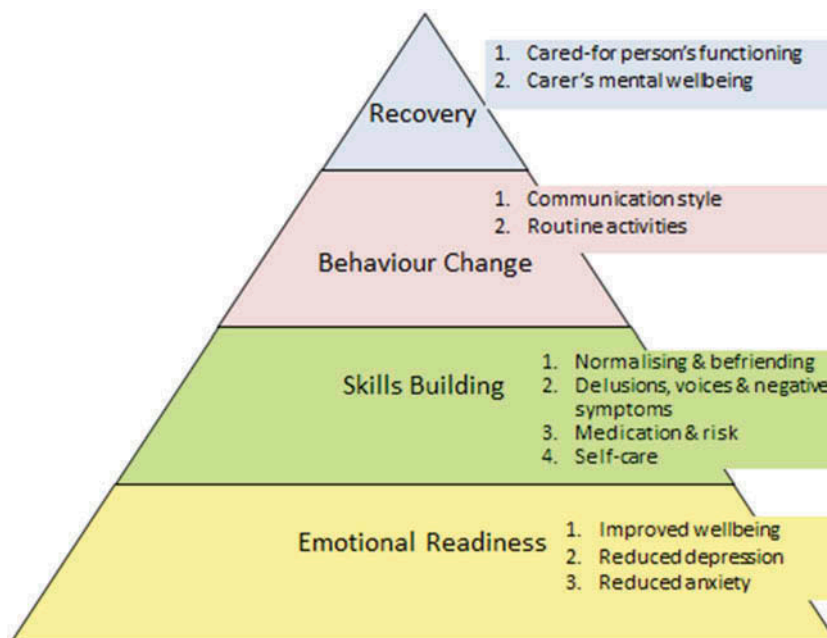 Recovery
1. Cared-for person's functioning
2. Carer's mental wellbeing
Behaviour Change
1. Communication style
2. Routine activities
Skills Building
1. Normalising & befriending
2. Delusions, voices & negative
symptoms
3. Medication & risk
4. Self-care
Emotional Readiness
1. Improved wellbeing
2. Reduced depression
3. Reduced anxiety